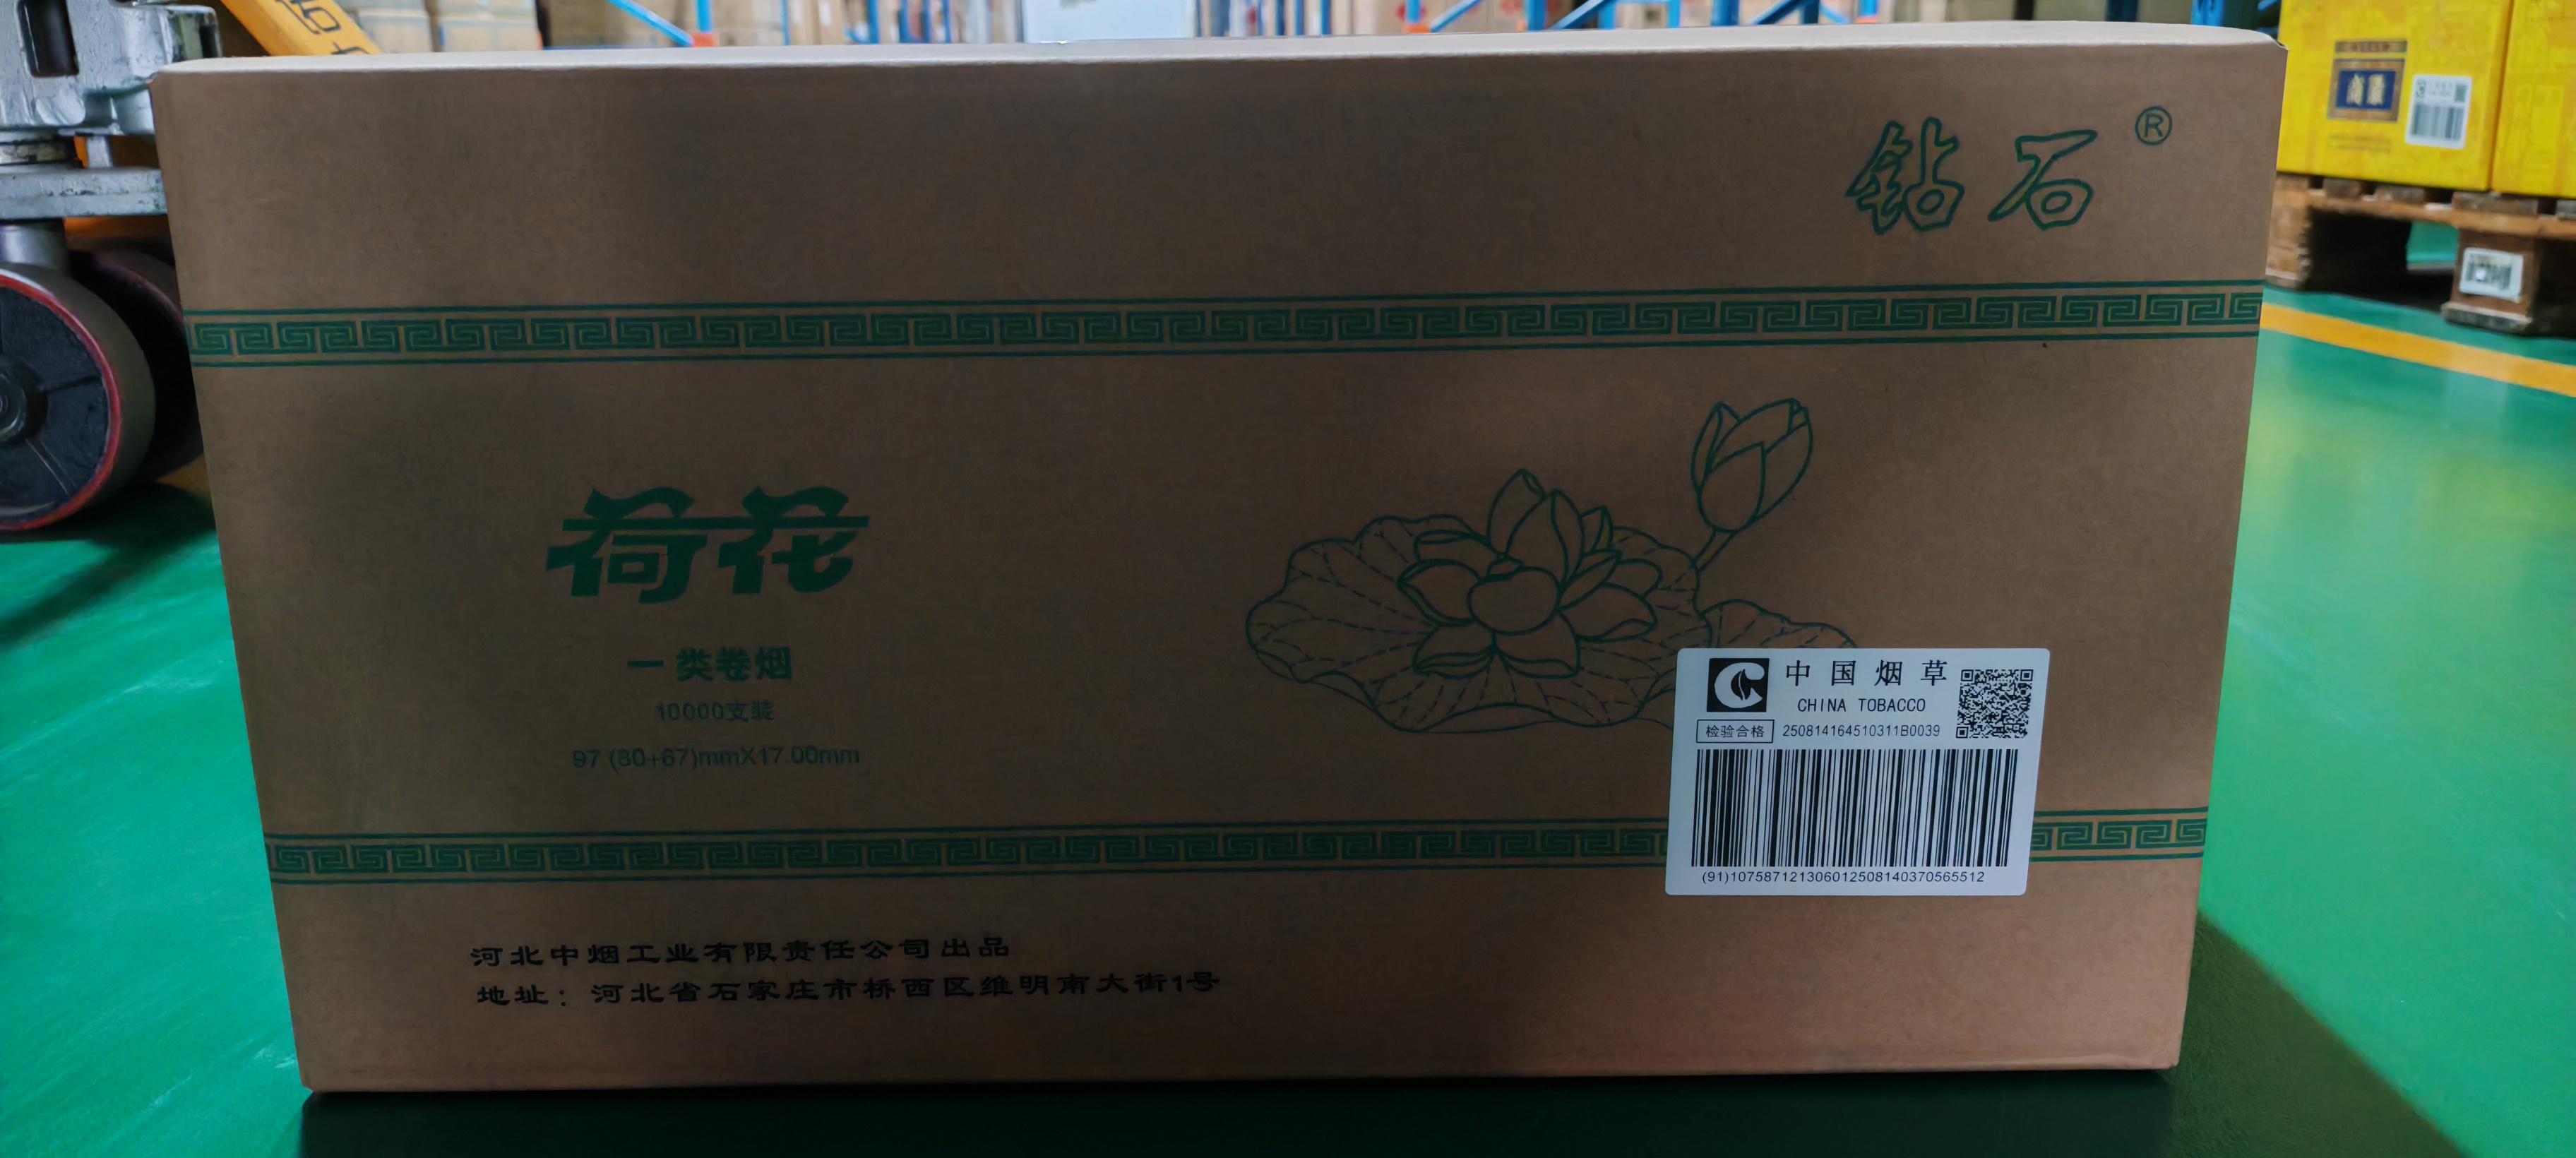 钻石®
荷花
一类卷烟
10000支装
97.(30+67)mmX17.00mm
中国烟草
CHINA TOBACCO
检验合格 250814164510311B0039
(91)10758712130601250814037056​5512
河北中烟工业有限责任公司出品
地址：河北省石家庄市桥西区维明南大街1号